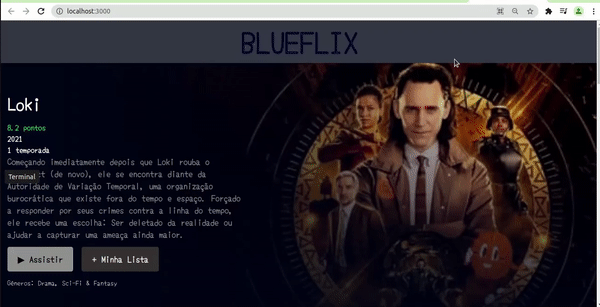 localhost:3000
BLUEFLIX
Loki
8.2 pontos
2021
1 temporada
Começando imediatamente depois que Loki rouba o
ct (de novo), ele se encontra diante da
Terminal
Autoridade de Variação Temporal, uma organização
burocrática que existe fora do tempo e espaço. Forçado
a responder por seus crimes contra a linha do tempo,
ele recebe uma escolha: Ser deletado da realidade ou
ajudar a capturar uma ameaça ainda maior.
▶ Assistir
+ Minha Lista
Gêneros: Drama, Sci-Fi & Fantasy